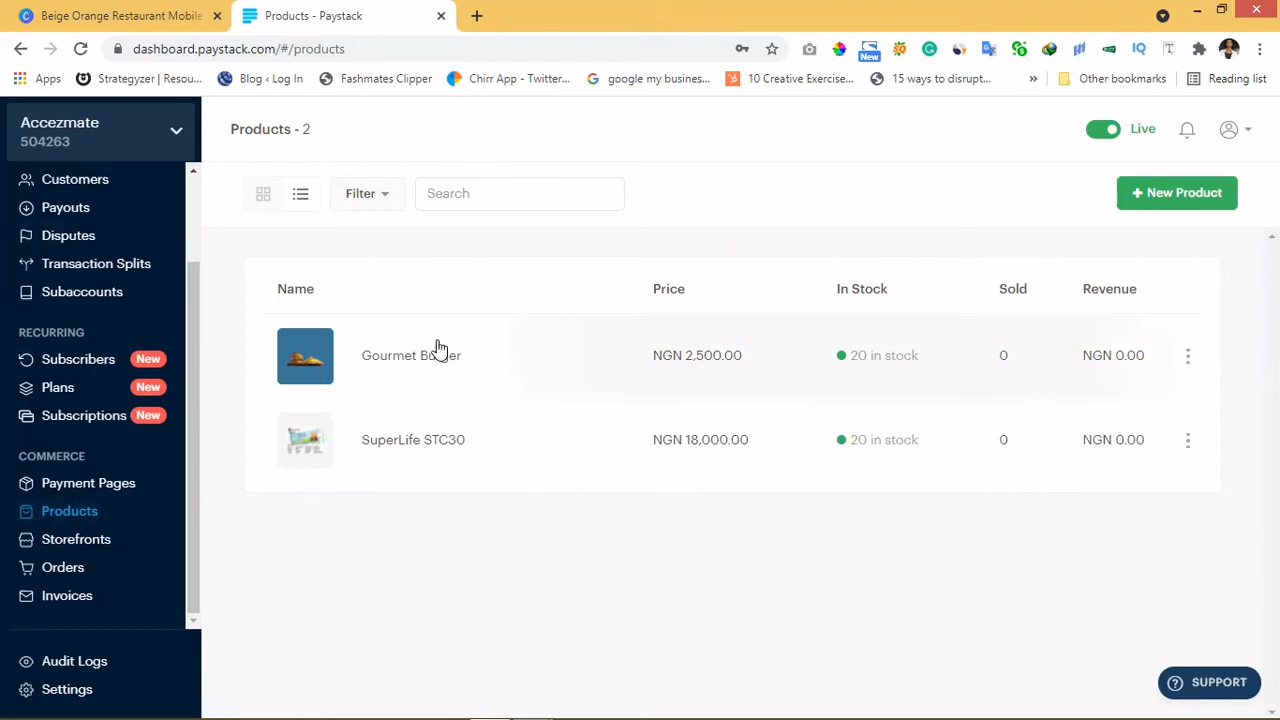 Beige Orange Restaurant Mobile
Products - Paystack
dashboard.paystack.com/#/products
New
IQ
T
Apps
Strategyzer | Resou...
Blog ‹ Log In
Fashmates Clipper
Chirr App - Twitter...
google my busines...
10 Creative Exercise...
15 ways to disrupt...
»
Other bookmarks
Reading list
Accezmate
504263
Customers
Payouts
Disputes
Transaction Splits
Subaccounts
RECURRING
Subscribers New
Plans New
Subscriptions New
COMMERCE
Payment Pages
Products
Storefronts
Orders
Invoices
Audit Logs
Settings
Products - 2
Live
Filter
Search
+ New Product
Name Price In Stock Sold Revenue
Gourmet NGN 2,500.00 20 in stock 0 NGN 0.00
SuperLife STC30 NGN 18,000.00 20 in stock 0 NGN 0.00
? SUPPORT